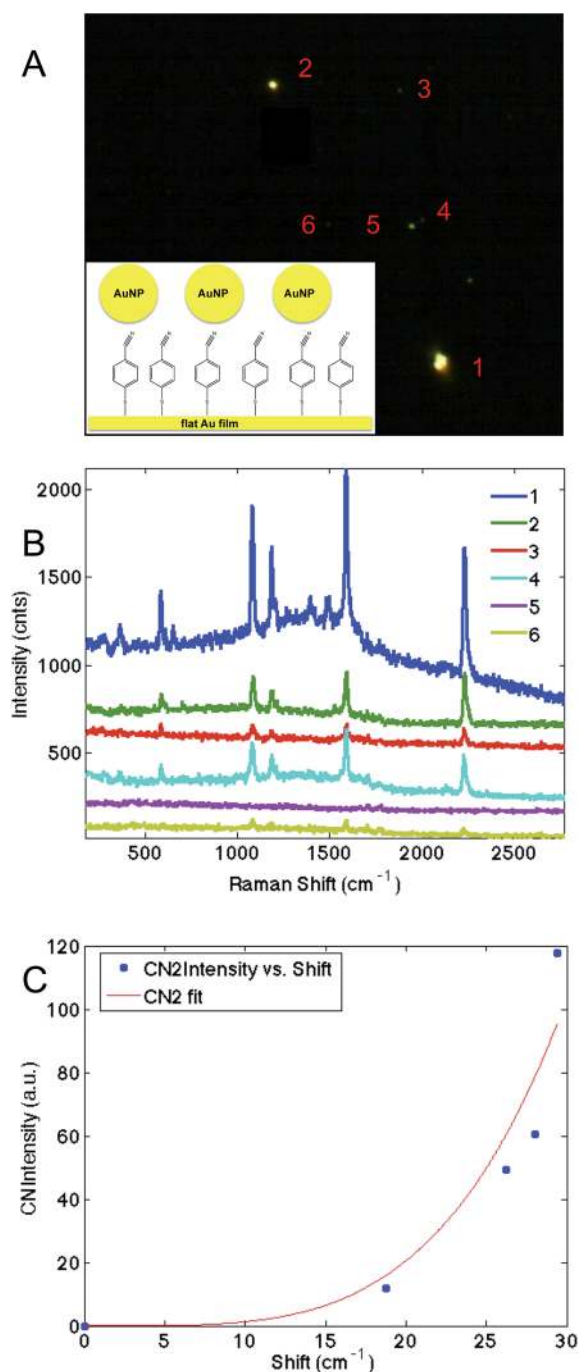 A
2
3
6
5
4
1
AuNP AuNP AuNP
flat Au film
B
2000
1500
1000
500
Intensity (cnts)
1
2
3
4
5
6
500 1000 1500 2000 2500
Raman Shift (cm⁻¹)
C
120
100
80
60
40
20
0
CNIntensity (a.u.)
CN2Intensity vs. Shift
CN2 fit
0 5 10 15 20 25 30
Shift (cm⁻¹)